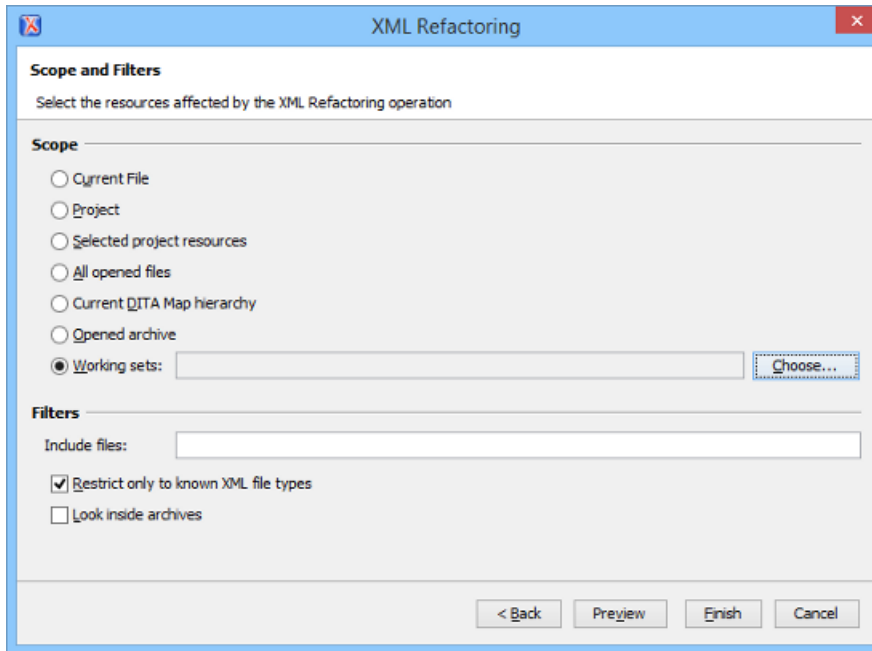 XML Refactoring
Scope and Filters
Select the resources affected by the XML Refactoring operation
Scope
Current File
Project
Selected project resources
All opened files
Current DITA Map hierarchy
Opened archive
Working sets: Choose...
Filters
Include files:
Restrict only to known XML file types
Look inside archives
< Back Preview Finish Cancel